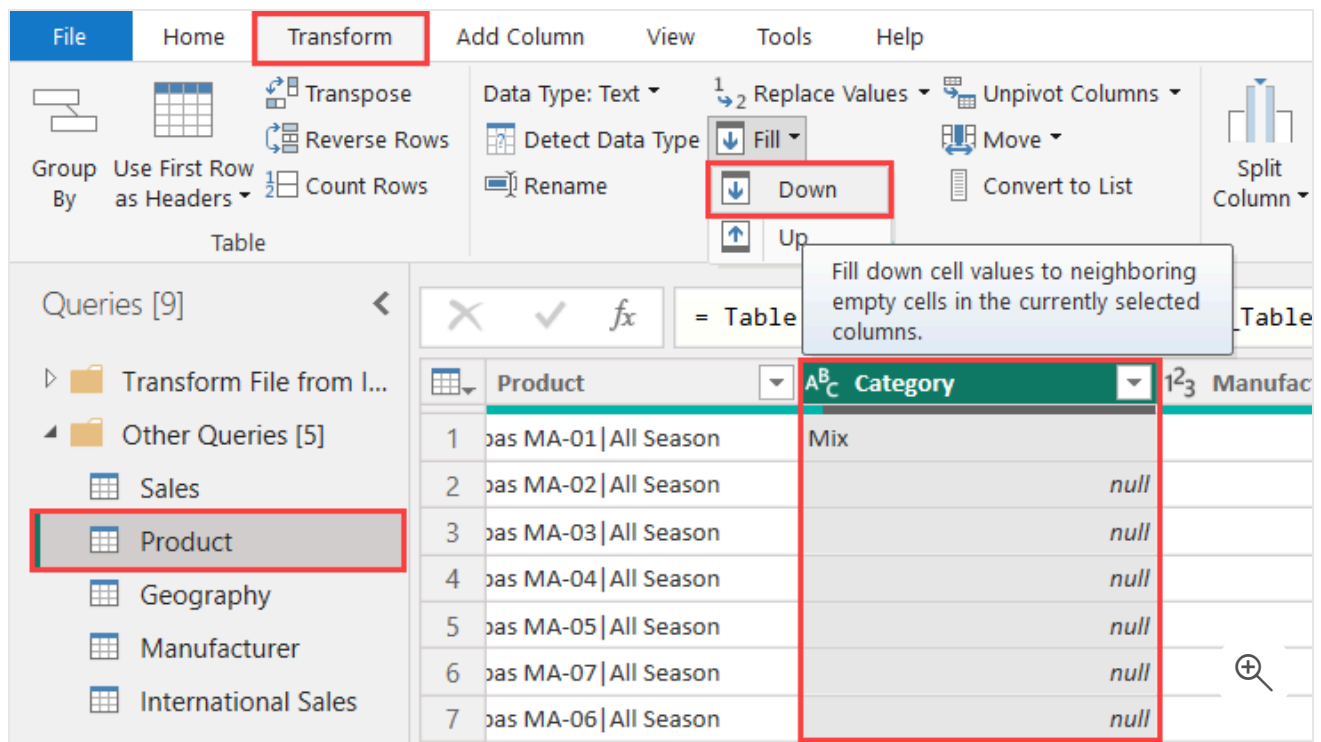 File Home Transform Add Column View Tools Help
Group By
Use First Row as Headers
Transpose
Reverse Rows
Count Rows
Table
Data Type: Text
Detect Data Type
Rename
1 2 Replace Values
Fill
Down
Up
Unpivot Columns
Move
Convert to List
Split Column
Fill down cell values to neighboring
empty cells in the currently selected
columns.
Queries [9]
Transform File from I...
Other Queries [5]
Sales
Product
Geography
Manufacturer
International Sales
fx = Table _Table
Product ABC Category 123 Manufac
1 bas MA-01|All Season Mix
2 bas MA-02|All Season null
3 bas MA-03|All Season null
4 bas MA-04|All Season null
5 bas MA-05|All Season null
6 bas MA-07|All Season null
7 bas MA-06|All Season null